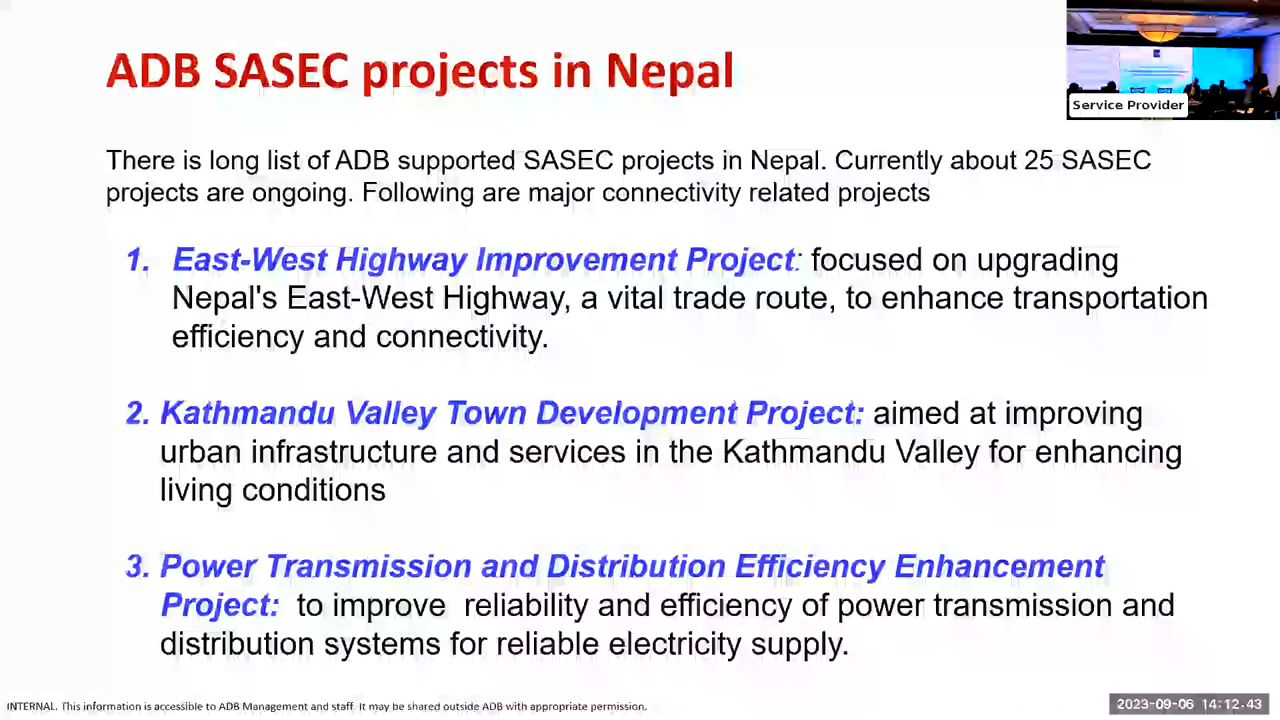 ADB SASEC projects in Nepal
Service Provider
There is long list of ADB supported SASEC projects in Nepal. Currently about 25 SASEC
projects are ongoing. Following are major connectivity related projects
1. East-West Highway Improvement Project: focused on upgrading
Nepal's East-West Highway, a vital trade route, to enhance transportation
efficiency and connectivity.
2. Kathmandu Valley Town Development Project: aimed at improving
urban infrastructure and services in the Kathmandu Valley for enhancing
living conditions
3. Power Transmission and Distribution Efficiency Enhancement
Project: to improve reliability and efficiency of power transmission and
distribution systems for reliable electricity supply.
INTERNAL. This information is accessible to ADB Management and staff. It may be shared outside ADB with appropriate permission.
2023-09-06 14:12:43